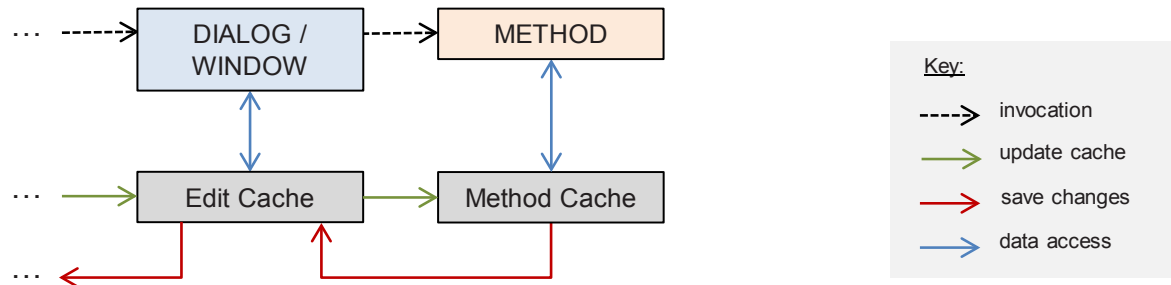 ...
DIALOG /
WINDOW
METHOD
...
Edit Cache
Method Cache
...
Key:
invocation
update cache
save changes
data access